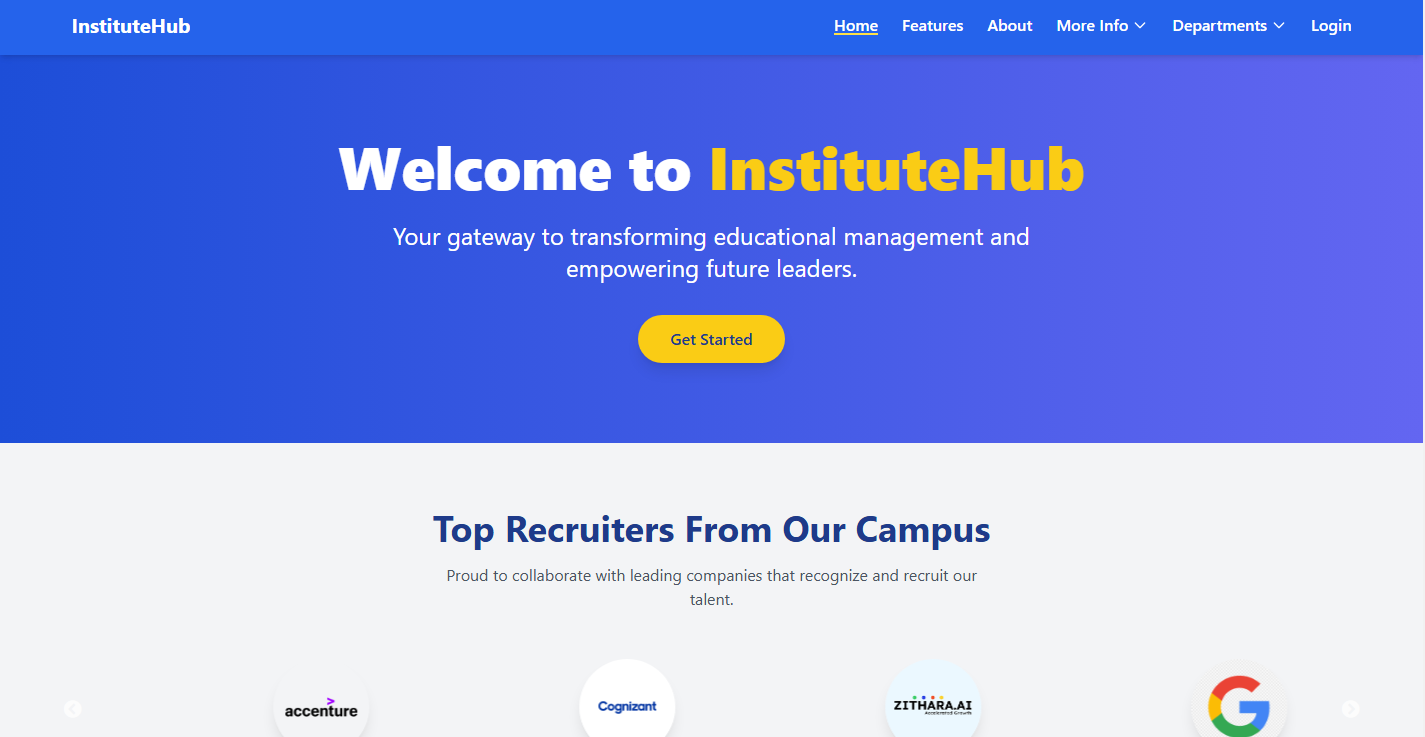 InstituteHub
Home Features About More Info Departments Login
Welcome to InstituteHub
Your gateway to transforming educational management and
empowering future leaders.
Get Started
Top Recruiters From Our Campus
Proud to collaborate with leading companies that recognize and recruit our
talent.
accenture
Cognizant
ZITHARA.AI
Accelerated Growth
G